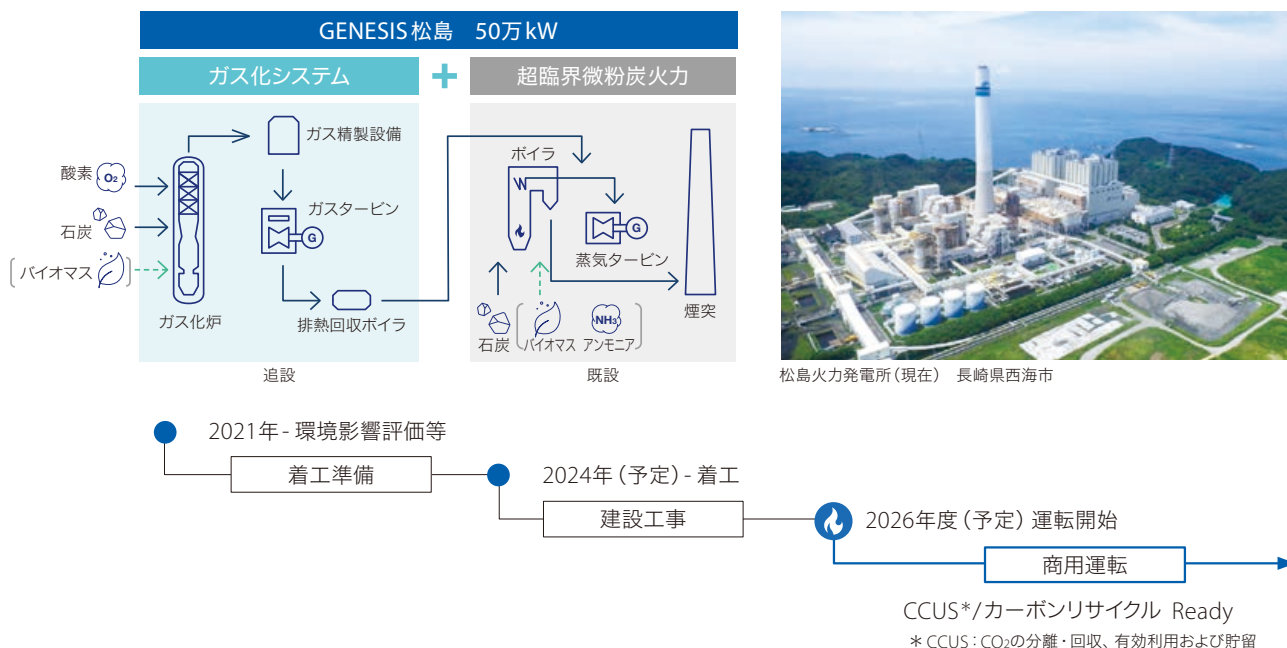 GENESIS松島　50万kW
ガス化システム
+
超臨界微粉炭火力
ガス精製設備
ボイラ
酸素 O₂
ガスタービン
G
石炭
G
蒸気タービン
(バイオマス)
ガス化炉
排熱回収ボイラ
煙突
NH₃
石炭 (バイオマス アンモニア)
追設
既設
松島火力発電所(現在)　長崎県西海市
2021年 - 環境影響評価等
着工準備
2024年 (予定) - 着工
建設工事
2026年度 (予定) 運転開始
商用運転
CCUS*/カーボンリサイクル Ready
＊ CCUS：CO₂の分離・回収、有効利用および貯留